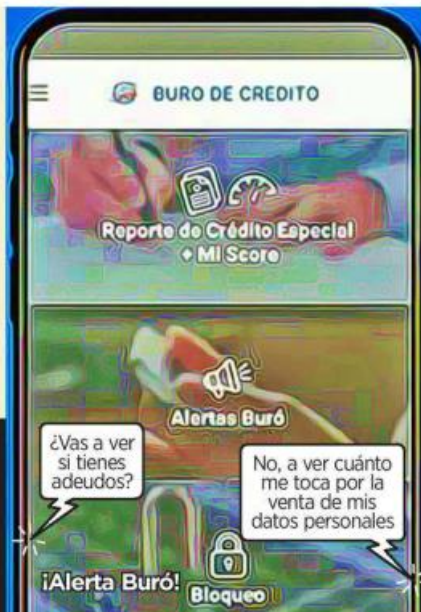 BURO DE CREDITO
Reporte de Crédito Especial
+ Mi Score
Alertas Buró
¿Vas a ver
si tienes
adeudos?
No, a ver cuánto
me toca por la
venta de mis
datos personales
¡Alerta Buró!
Bloqueo